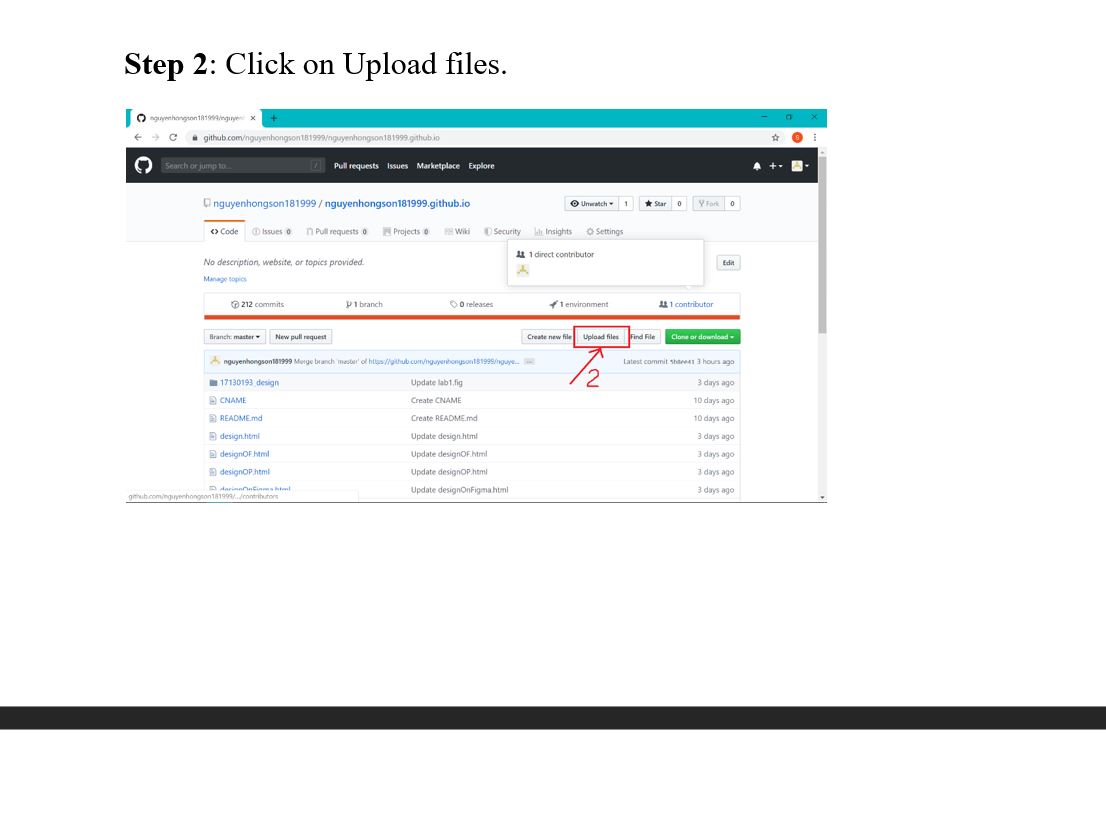 Step 2: Click on Upload files.
nguyenhongson181999/nguyen
github.com/nguyenhongson181999/nguyenhongson181999.github.io
Search or jump to... /
Pull requests Issues Marketplace Explore
nguyenhongson181999 / nguyenhongson181999.github.io
Unwatch 1 Star 0 Fork 0
Code Issues 0 Pull requests 0 Projects 0 Wiki Security Insights Settings
1 direct contributor
No description, website, or topics provided.
Edit
Manage topics
212 commits 1 branch 0 releases 1 environment 1 contributor
Branch: master New pull request Create new file Upload files Find File Clone or download
nguyenhongson181999 Merge branch 'master' of https://github.com/nguyenhongson181999/nguye... Latest commit 3 hours ago
2
17130193_design Update lab1.fig 3 days ago
CNAME Create CNAME 10 days ago
README.md Create README.md 10 days ago
design.html Update design.html 3 days ago
designOF.html Update designOF.html 3 days ago
designOP.html Update designOP.html 3 days ago
designOnFigma.html Update designOnFigma.html 3 days ago
github.com/nguyenhongson181999/.../contributors